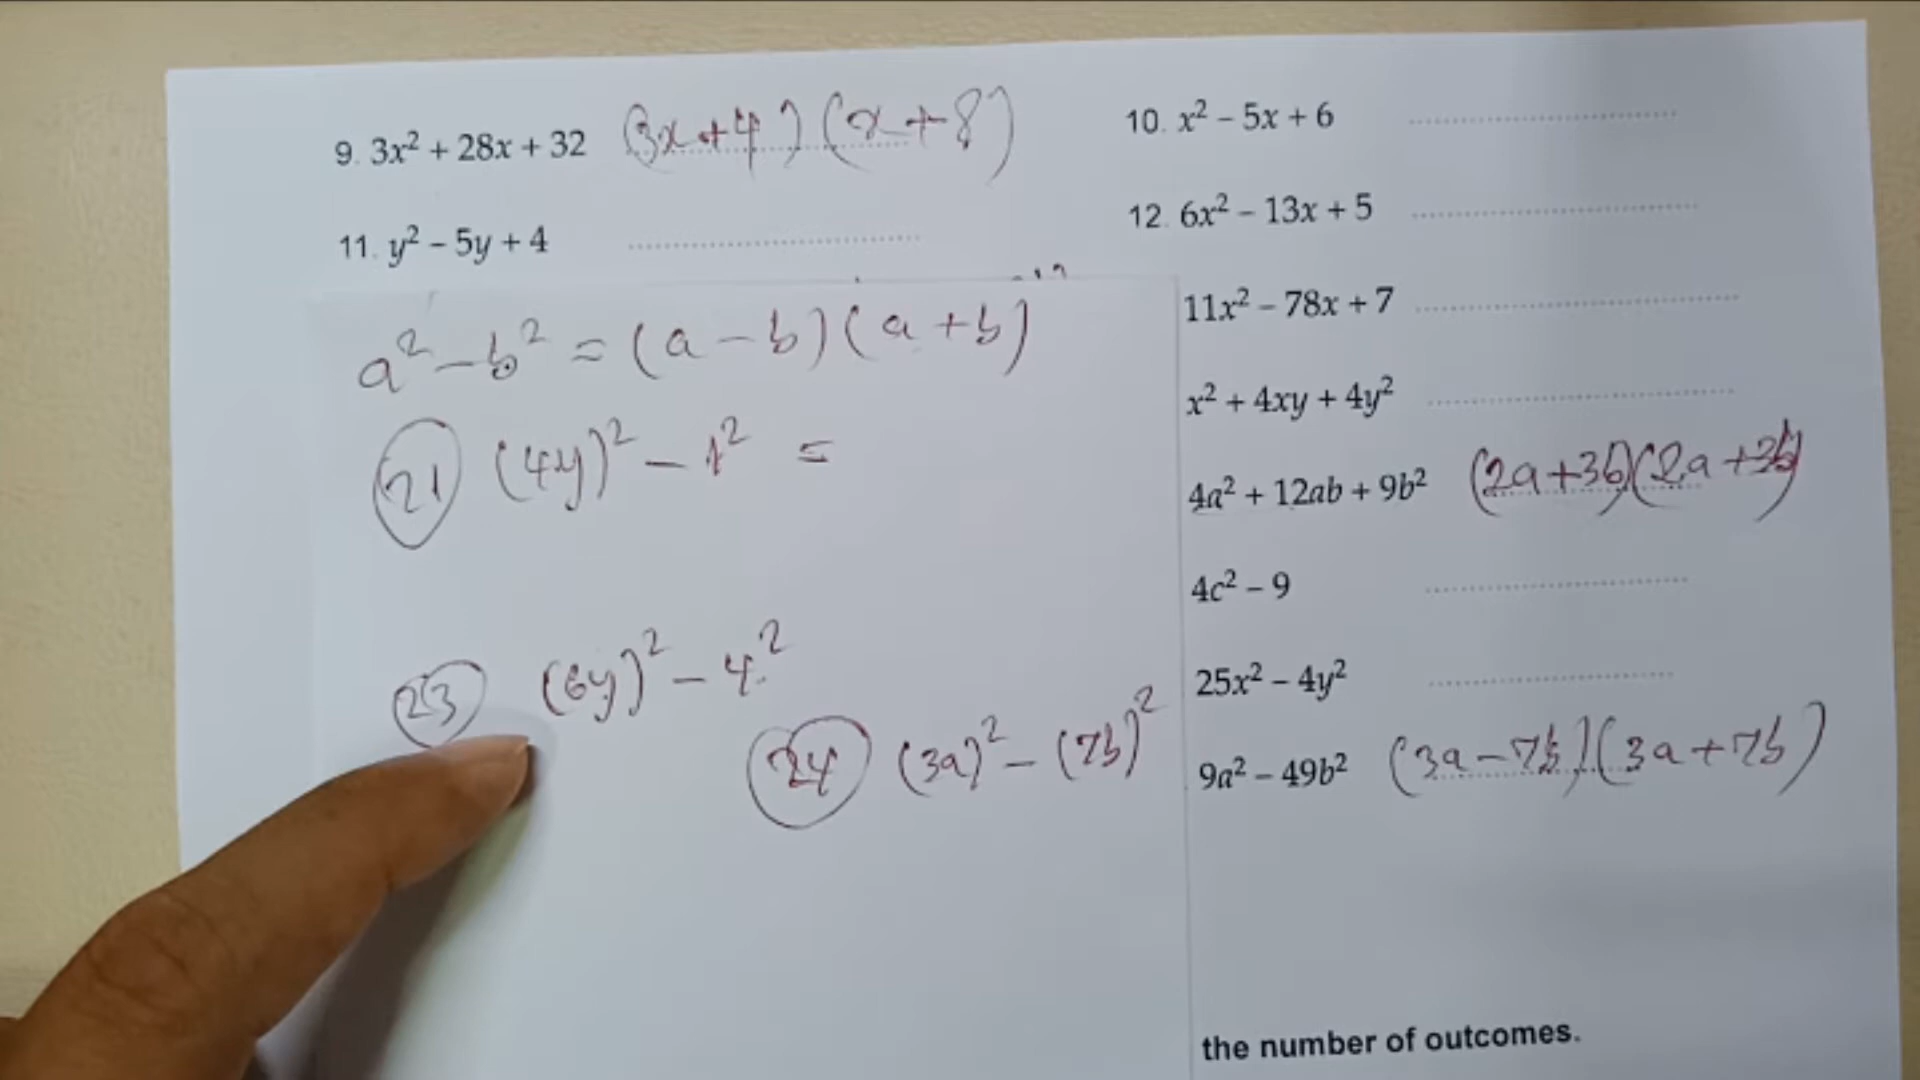 9. 3x² + 28x + 32 (3x+4)(x+8)
10. x² – 5x + 6
11. y² – 5y + 4
12. 6x² – 13x + 5
a² – b² = (a – b)(a + b)
11x² – 78x + 7
x² + 4xy + 4y²
21 (4y)² – 1² =
4a² + 12ab + 9b² (2a+3b)(2a+3b)
4c² – 9
23 (6y)² – 4²
25x² – 4y²
24 (3a)² – (7b)²
9a² – 49b² (3a–7b)(3a+7b)
the number of outcomes.